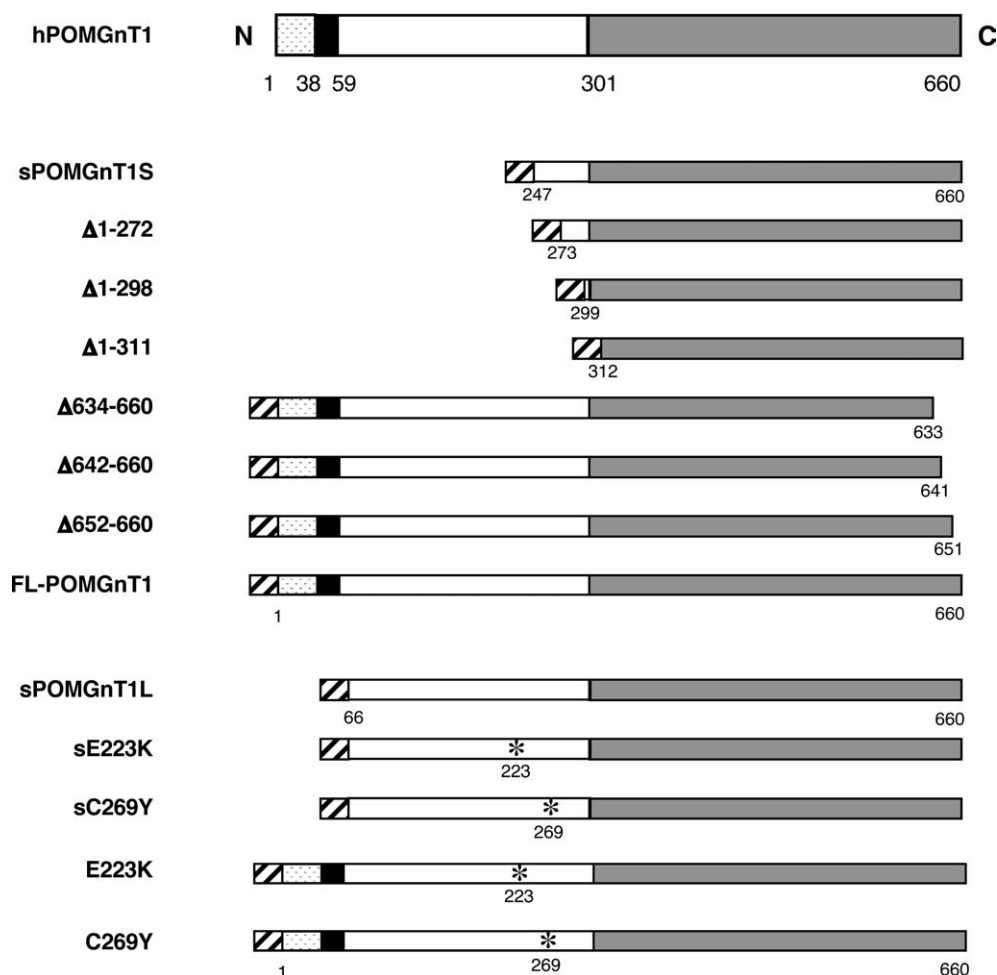 hPOMGnT1 N C
1 38 59 301 660
sPOMGnT1S
247 660
Δ1-272
273
Δ1-298
299
Δ1-311
312
Δ634-660
633
Δ642-660
641
Δ652-660
651
FL-POMGnT1
1 660
sPOMGnT1L
66 660
sE223K *
223
sC269Y *
269
E223K *
223
C269Y *
1 269 660